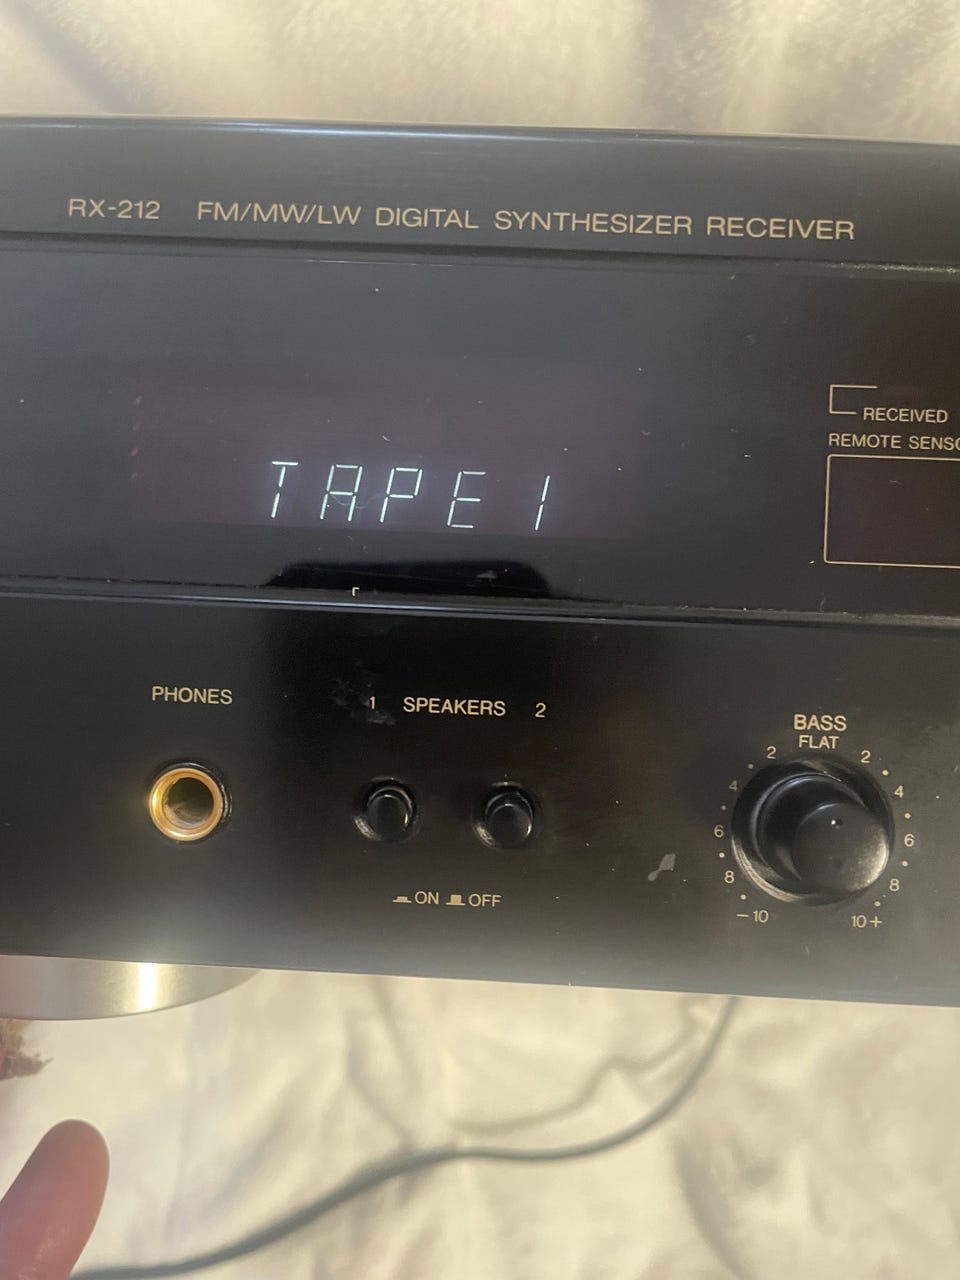 RX-212 FM/MW/LW DIGITAL SYNTHESIZER RECEIVER
RECEIVED
REMOTE SENSO
TAPE 1
PHONES
1 SPEAKERS 2
ON OFF
BASS
FLAT
2 2
4 4
6 6
8 8
−10 10+